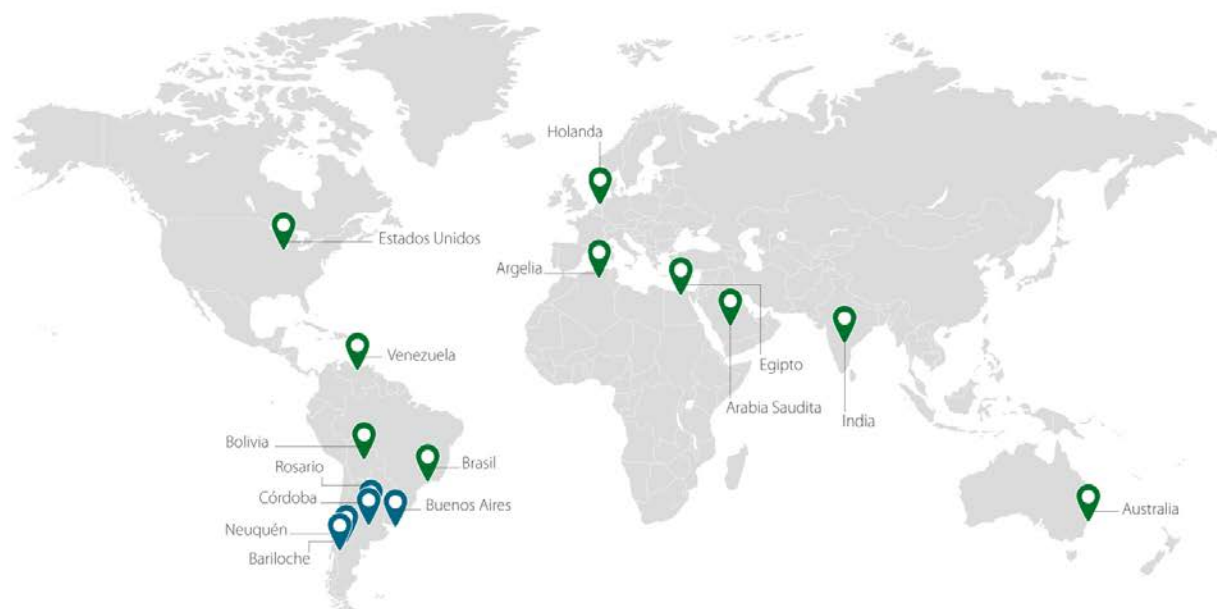 Holanda
Estados Unidos
Argelia
Venezuela
Egipto
Arabia Saudita
India
Bolivia
Brasil
Rosario
Córdoba
Buenos Aires
Australia
Neuquén
Bariloche